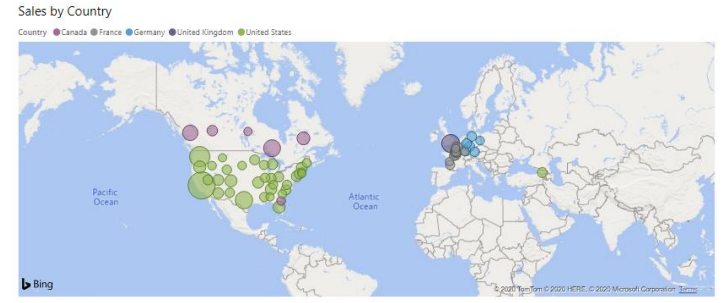 Sales by Country
Country Canada France Germany United Kingdom United States
Pacific
Ocean
Atlantic
Ocean
Bing
© 2020 TomTom © 2020 HERE, © 2020 Microsoft Corporation Terms